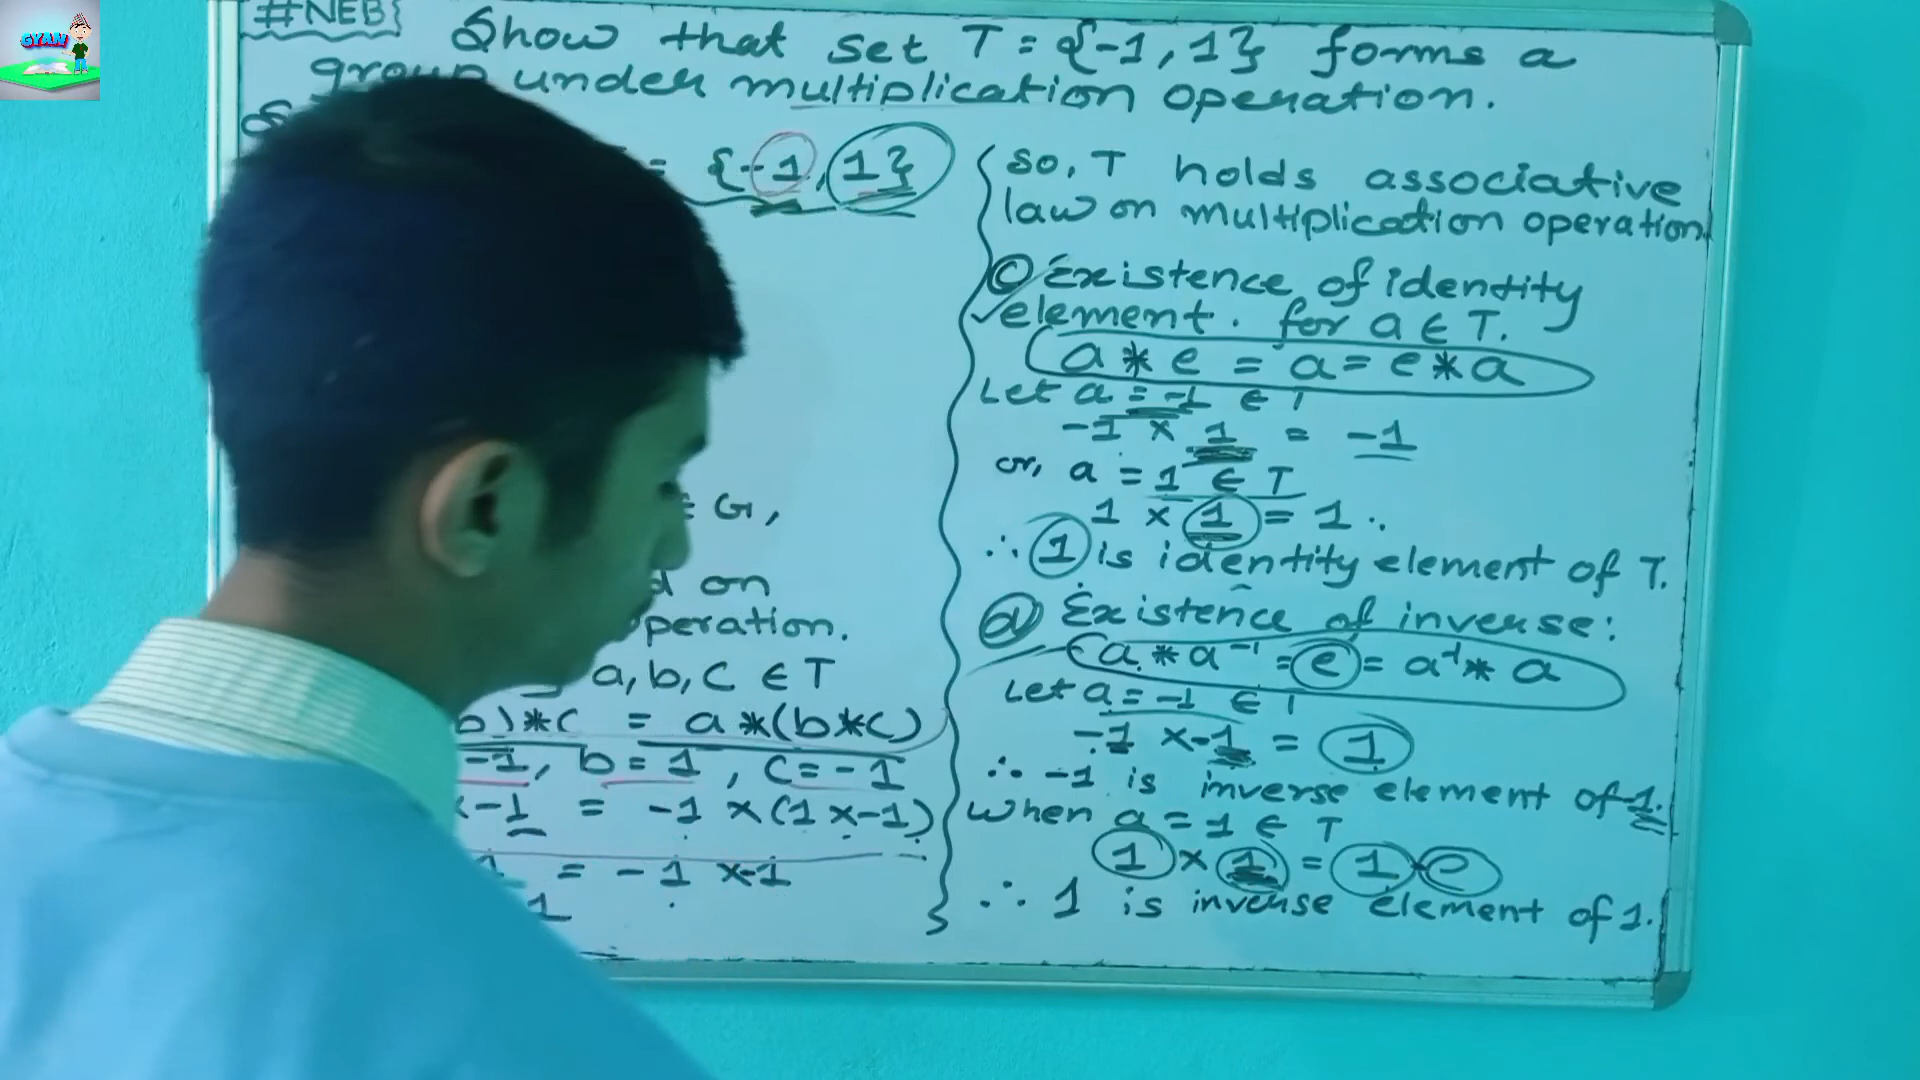 GYAN
#NEB
Show that set T = {-1, 1} forms a
group under multiplication operation.
= {-1, 1}
G,
on
operation.
a, b, c ∈ T
b)*c = a*(b*c)
-1, b = 1, c = -1
x-1 = -1 x (1 x-1)
= -1 x-1
1
So, T holds associative
law on multiplication operation
(c) Existence of identity
element. for a ∈ T.
a * e = a = e * a
Let a = -1 ∈ T
-1 x 1 = -1
or, a = 1 ∈ T
1 x 1 = 1.
∴ 1 is identity element of T.
(d) Existence of inverse:
a * a⁻¹ = e = a⁻¹ * a
Let a = -1 ∈ T
-1 x-1 = 1
∴ -1 is inverse element of -1.
when a = 1 ∈ T
1 x 1 = 1 = e
∴ 1 is inverse element of 1.